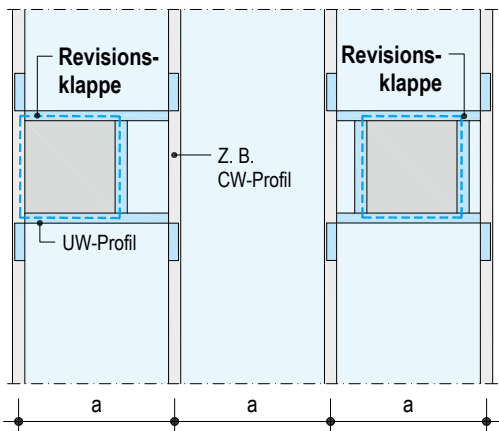 Revisions-
klappe
Revisions-
klappe
Z. B.
CW-Profil
UW-Profil
a
a
a